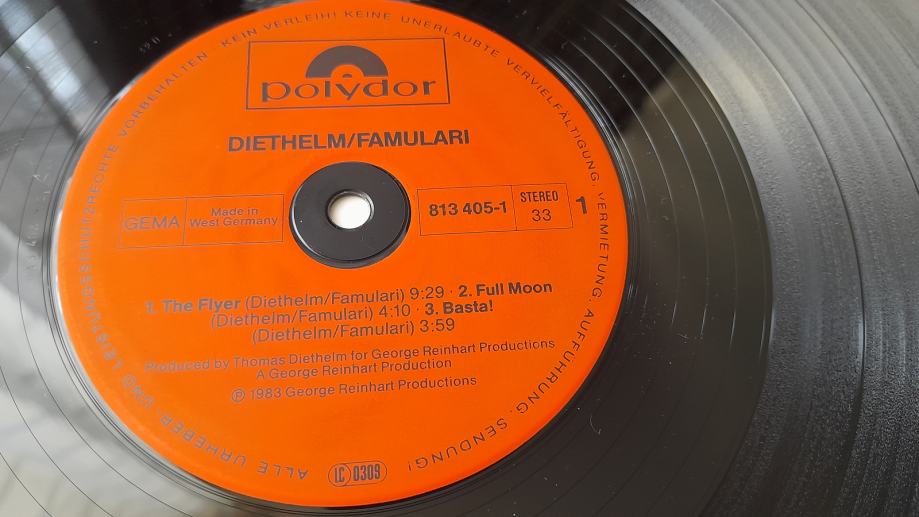 ALLE URHEBER- UND LEISTUNGSSCHUTZRECHTE VORBEHALTEN · KEIN VERLEIH! KEINE UNERLAUBTE VERVIELFÄLTIGUNG, VERMIETUNG, AUFFÜHRUNG, SENDUNG!
polydor
DIETHELM/FAMULARI
GEMA
Made in
West Germany
813 405-1
STEREO
33
1
1. The Flyer (Diethelm/Famulari) 9:29 · 2. Full Moon
(Diethelm/Famulari) 4:10 · 3. Basta!
(Diethelm/Famulari) 3:59
Produced by Thomas Diethelm for George Reinhart Productions
A George Reinhart Production
℗ 1983 George Reinhart Productions
LC 0309